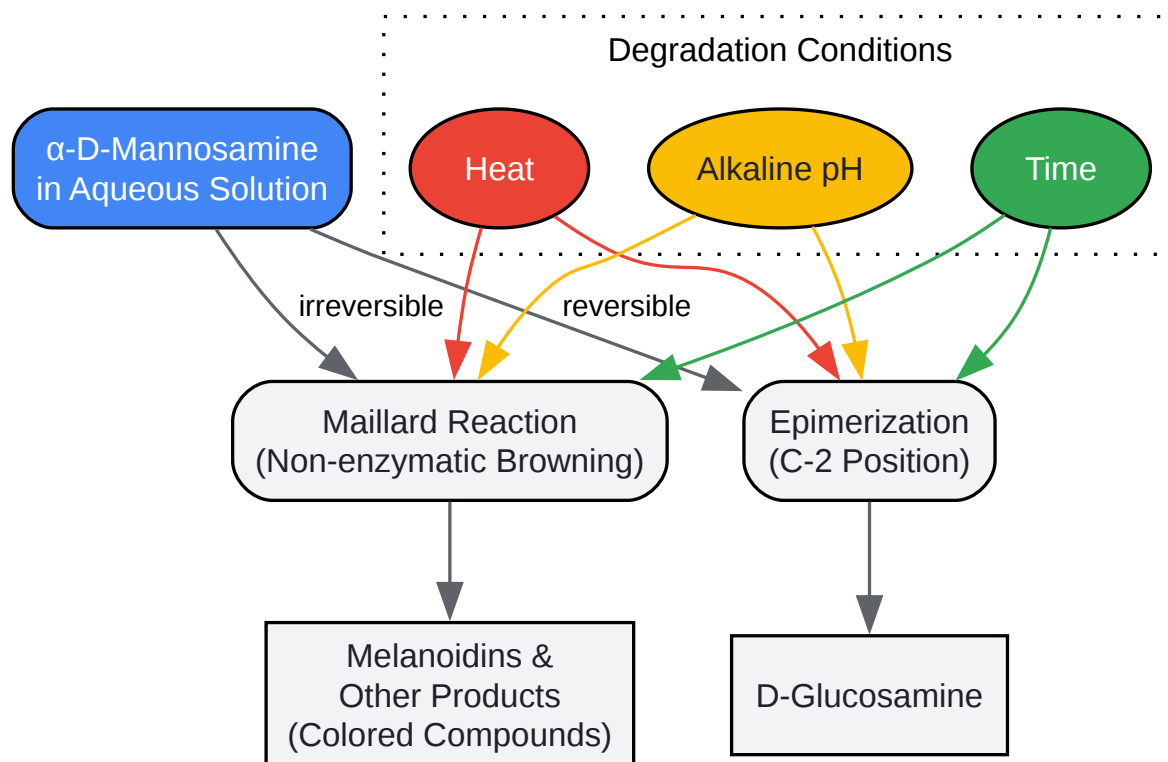 Degradation Conditions
α-D-Mannosamine
in Aqueous Solution
Heat
Alkaline pH
Time
irreversible
reversible
Maillard Reaction
(Non-enzymatic Browning)
Epimerization
(C-2 Position)
Melanoidins &
Other Products
(Colored Compounds)
D-Glucosamine